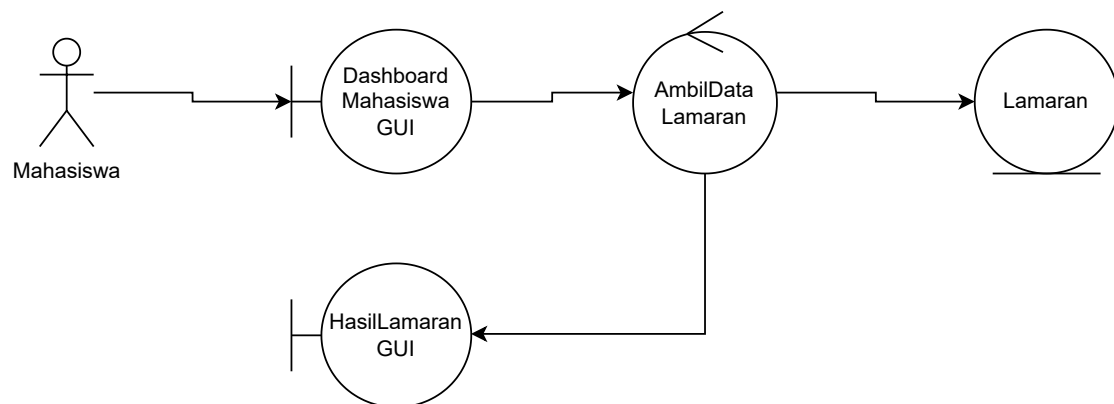 Mahasiswa
Dashboard
Mahasiswa
GUI
AmbilData
Lamaran
Lamaran
HasilLamaran
GUI